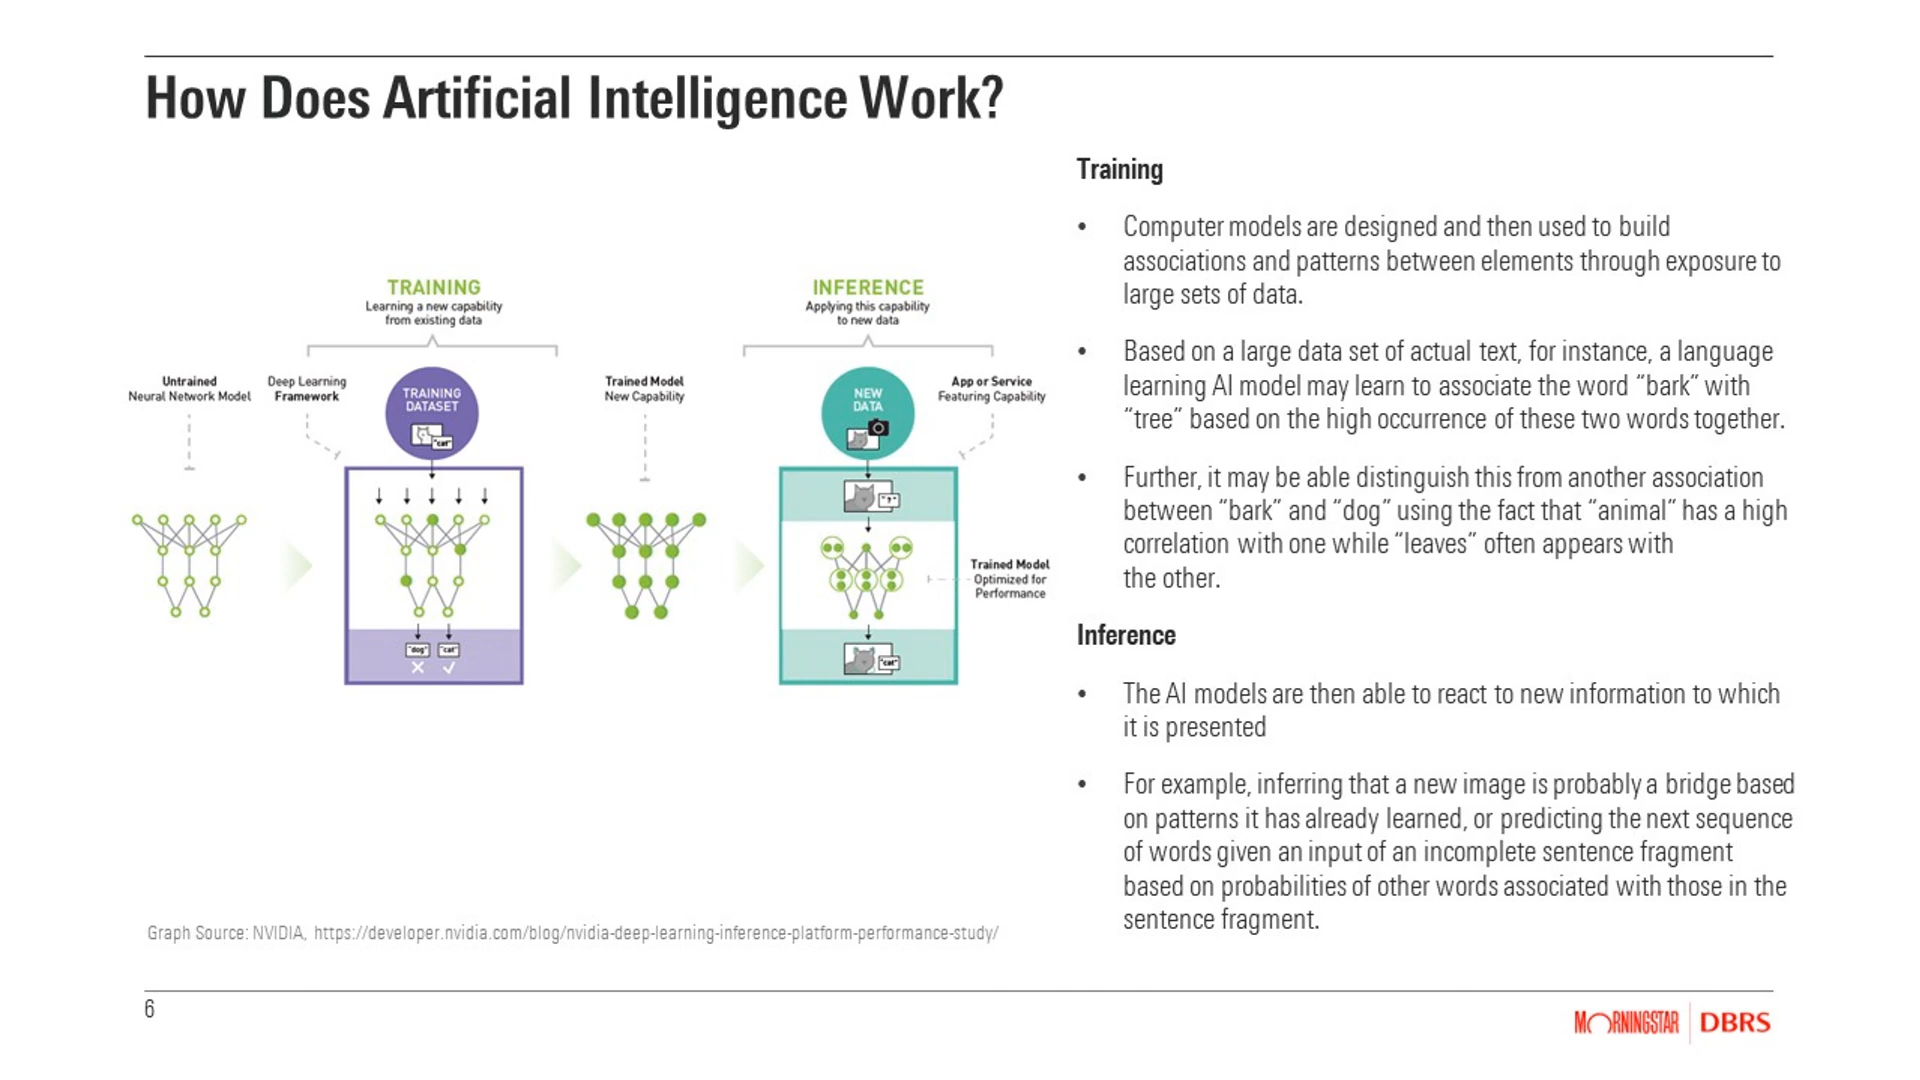 How Does Artificial Intelligence Work?
TRAINING
Learning a new capability
from existing data
INFERENCE
Applying this capability
to new data
Untrained
Neural Network Model
Deep Learning
Framework
TRAINING
DATASET
"cat"
Trained Model
New Capability
NEW
DATA
App or Service
Featuring Capability
"?"
Trained Model
Optimized for
Performance
"dog"
"cat"
"cat"
Graph Source: NVIDIA, https://developer.nvidia.com/blog/nvidia-deep-learning-inference-platform-performance-study/
Training
• Computer models are designed and then used to build
associations and patterns between elements through exposure to
large sets of data.
• Based on a large data set of actual text, for instance, a language
learning AI model may learn to associate the word “bark” with
“tree” based on the high occurrence of these two words together.
• Further, it may be able distinguish this from another association
between “bark” and “dog” using the fact that “animal” has a high
correlation with one while “leaves” often appears with
the other.
Inference
• The AI models are then able to react to new information to which
it is presented
• For example, inferring that a new image is probably a bridge based
on patterns it has already learned, or predicting the next sequence
of words given an input of an incomplete sentence fragment
based on probabilities of other words associated with those in the
sentence fragment.
6
MORNINGSTAR | DBRS